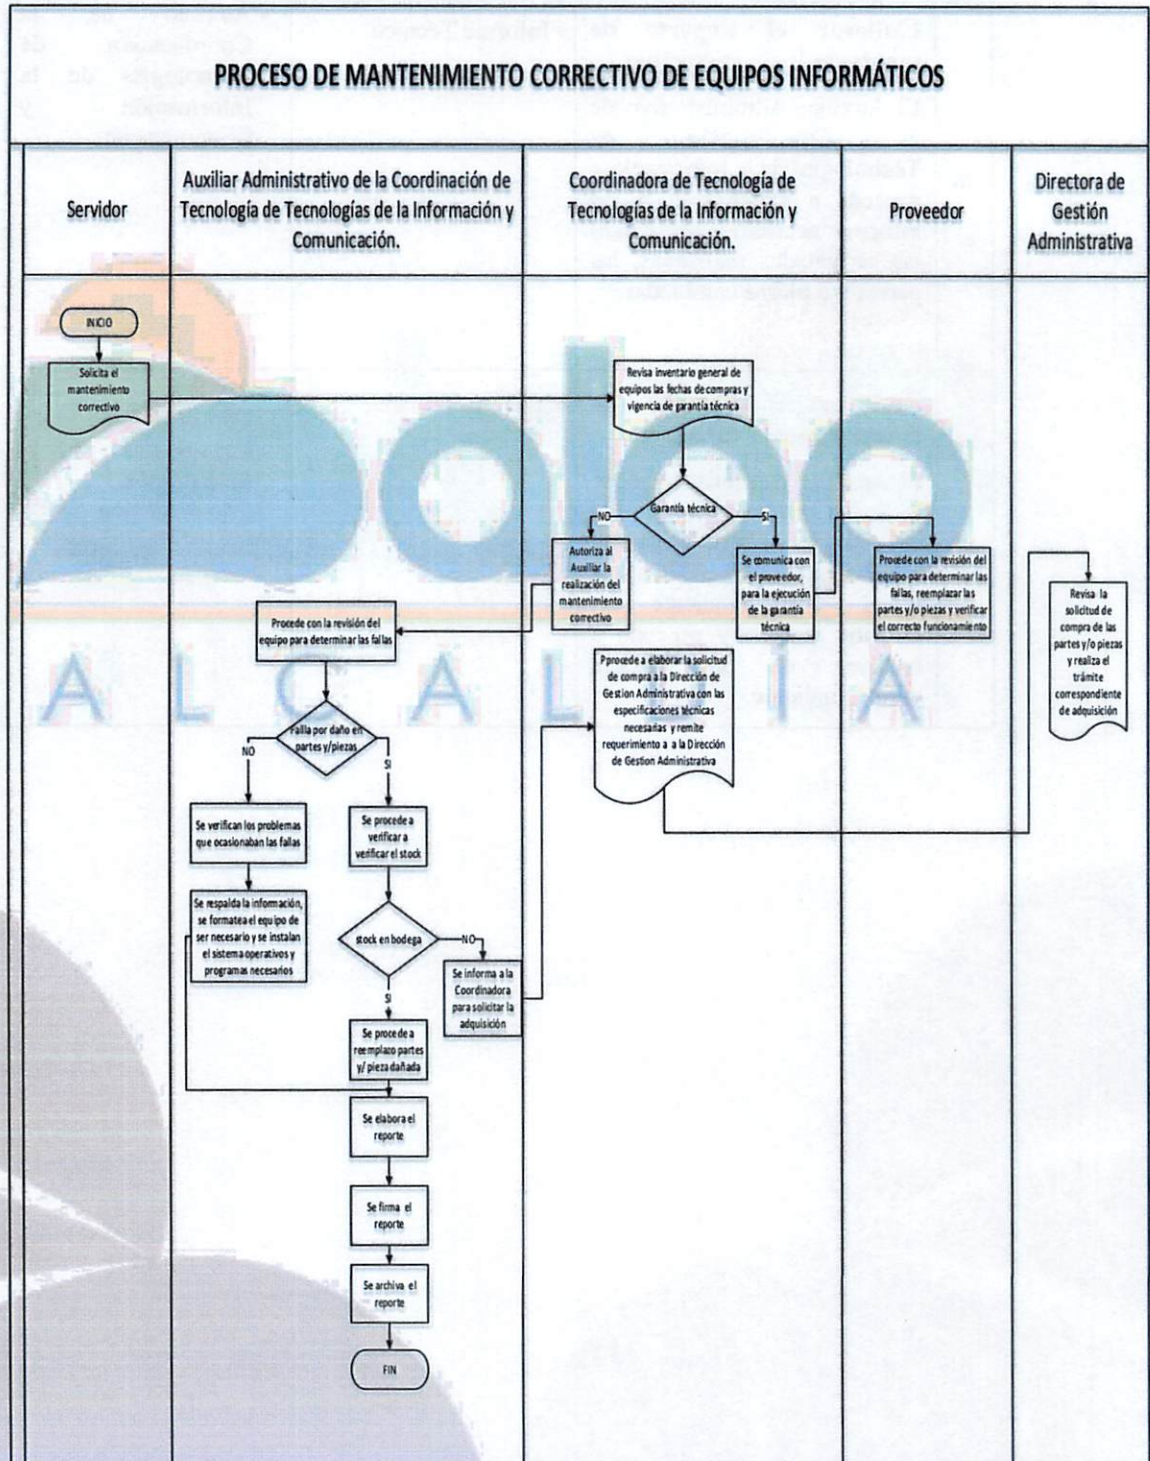 PROCESO DE MANTENIMIENTO CORRECTIVO DE EQUIPOS INFORMÁTICOS
Servidor
Auxiliar Administrativo de la Coordinación de
Tecnología de Tecnologías de la Información y
Comunicación.
Coordinadora de Tecnología de
Tecnologías de la Información y
Comunicación.
Proveedor
Directora de
Gestión
Administrativa
INICIO
Solicita el
mantenimiento
correctivo
Revisa inventario general de
equipos las fechas de compras y
vigencia de garantía técnica
Garantía técnica
NO
SI
Autoriza al
Auxiliar la
realización del
mantenimiento
correctivo
Se comunica con
el proveedor,
para la ejecución
de la garantía
técnica
Procede con la revisión del
equipo para determinar las
fallas, reemplazar las
partes y/o piezas y verificar
el correcto funcionamiento
Revisa la
solicitud de
compra de las
partes y/o piezas
y realiza el
trámite
correspondiente
de adquisición
Procede con la revisión del
equipo para determinar las fallas
Pprocede a elaborar la solicitud
de compra a la Dirección de
Gestion Administrativa con las
especificaciones técnicas
necesarias y remite
requerimiento a a la Dirección
de Gestion Administrativa
Fallla por daño en
partes y/piezas
NO
SI
Se verifican los problemas
que ocasionaban las fallas
Se procede a
verificar a
verificar el stock
Se respalda la información,
se formatea el equipo de
ser necesario y se instalan
el sistema operativos y
programas necesarios
stock en bodega
NO
SI
Se informa a la
Coordinadora
para solicitar la
adquisición
Se procede a
reemplazo partes
y/ pieza dañada
Se elabora el
reporte
Se firma el
reporte
Se archiva el
reporte
FIN
ALCALDÍA